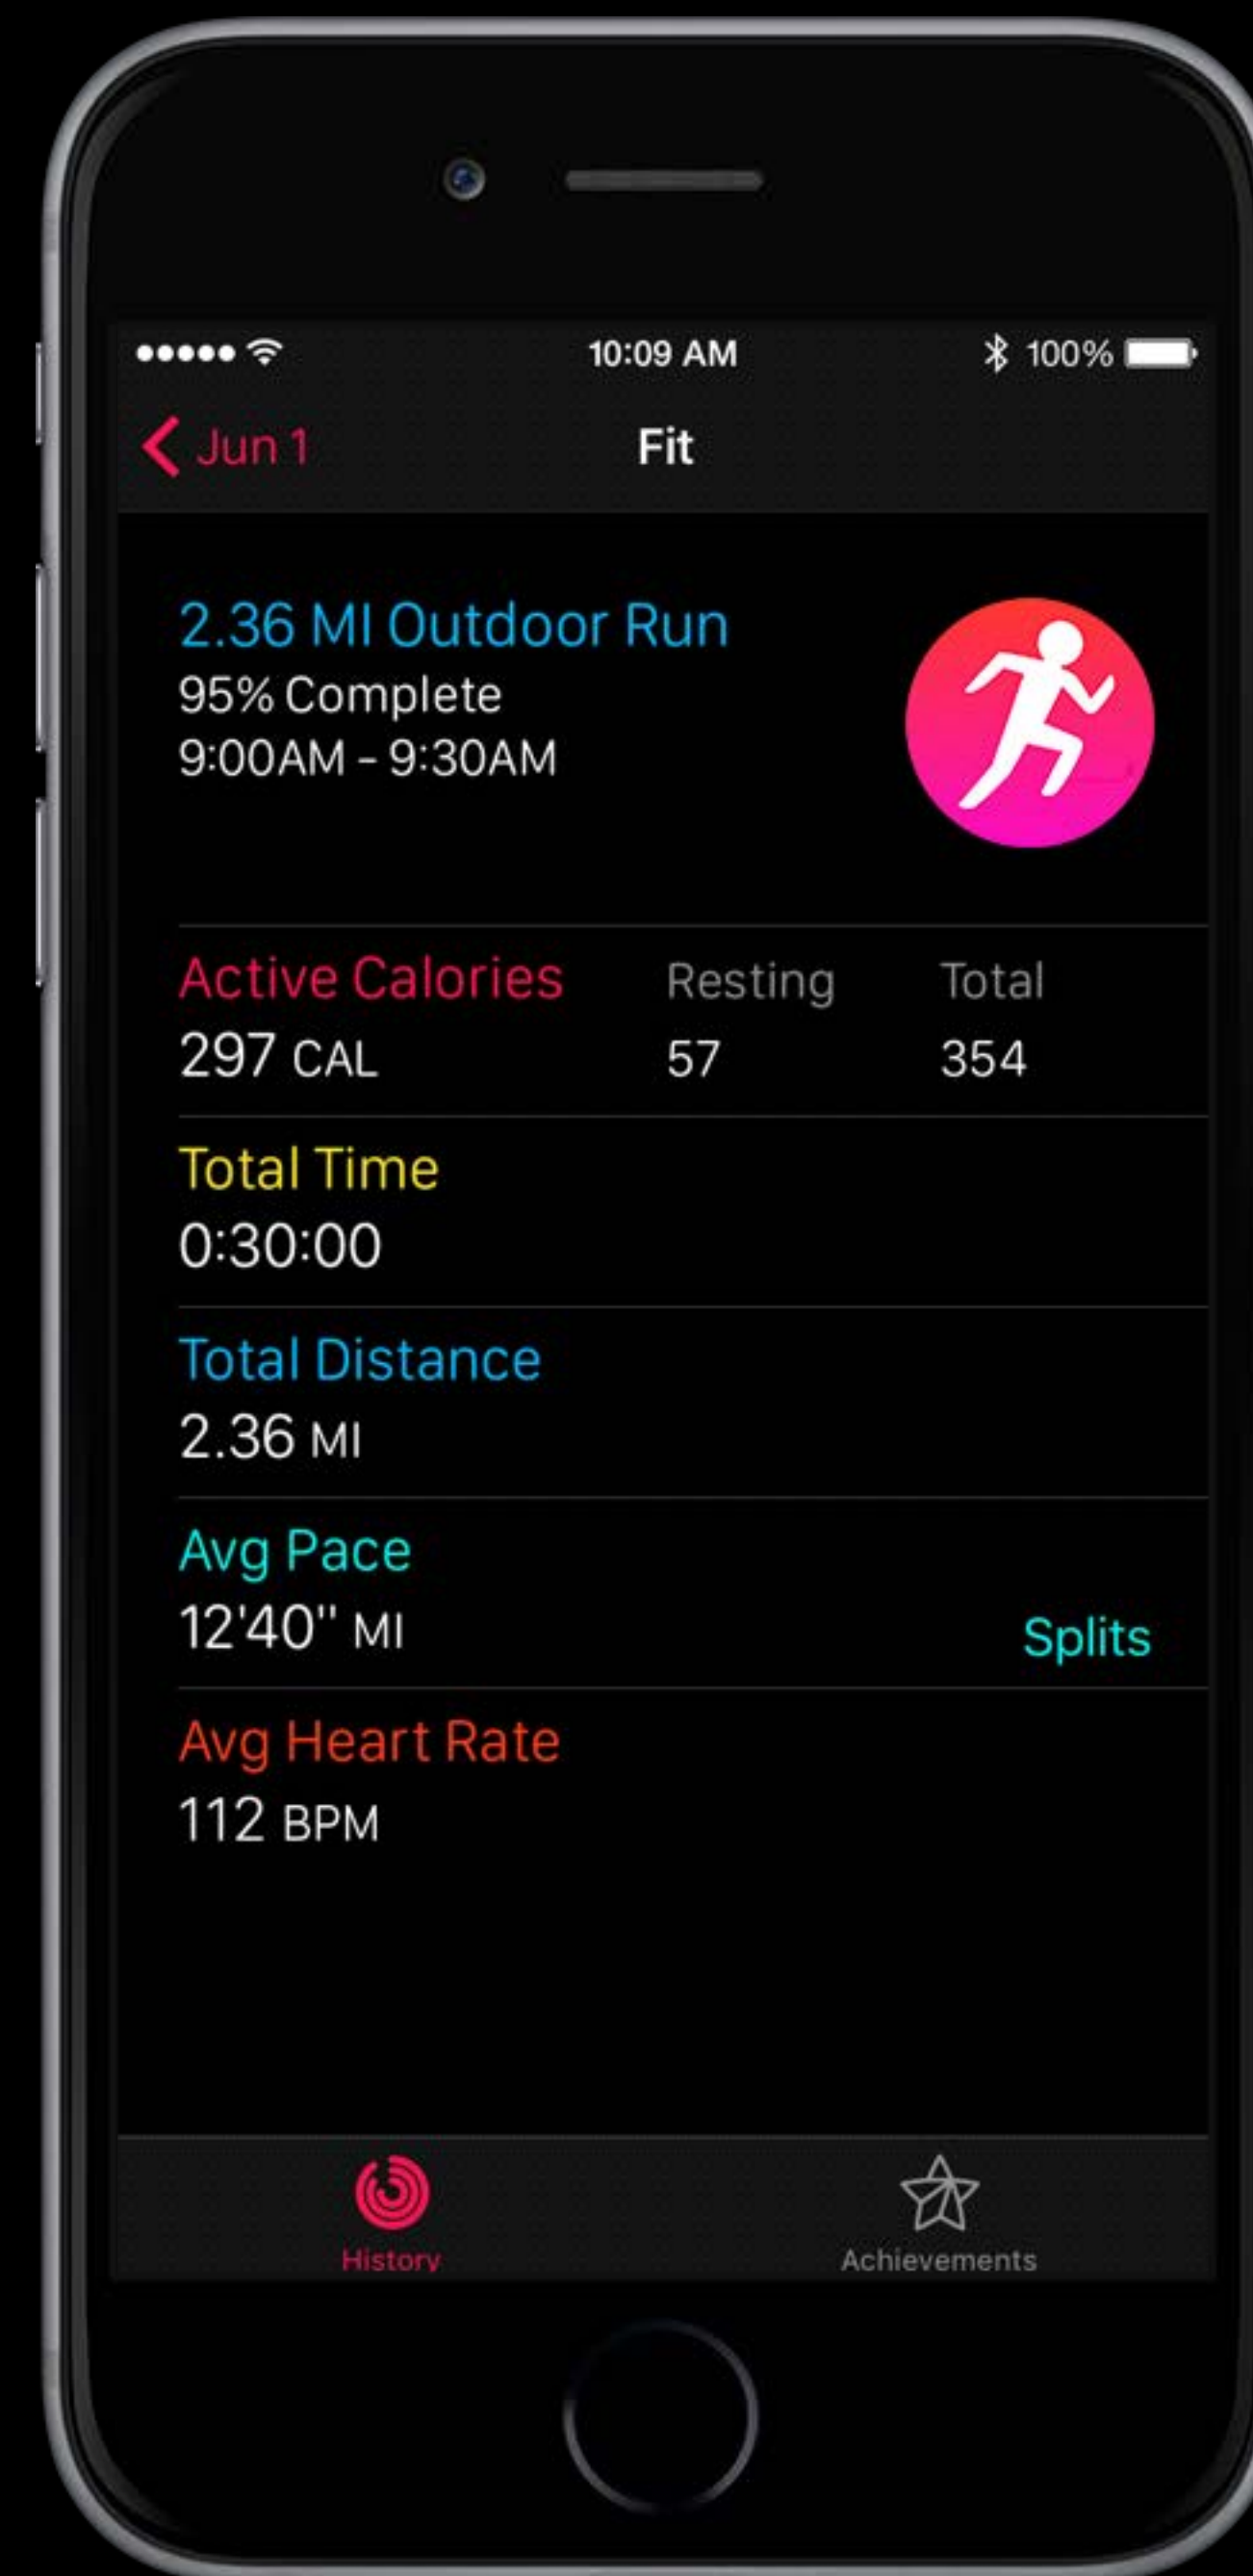 10:09 AM 100%
Jun 1 Fit
2.36 MI Outdoor Run
95% Complete
9:00AM - 9:30AM
Active Calories Resting Total
297 CAL 57 354
Total Time
0:30:00
Total Distance
2.36 MI
Avg Pace
12'40" MI Splits
Avg Heart Rate
112 BPM
History Achievements